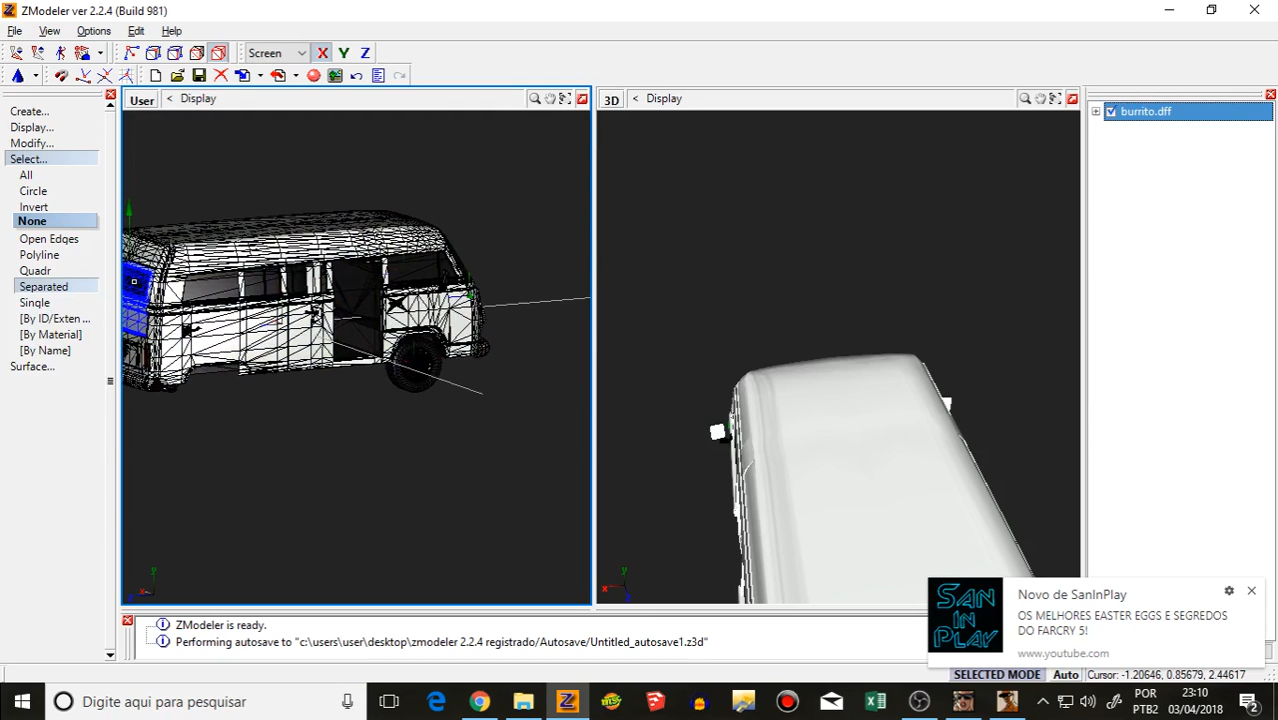 ZModeler ver 2.2.4 (Build 981)
File View Options Edit Help
Screen X Y Z
User < Display
3D < Display
burrito.dff
Create...
Display...
Modify...
Select...
All
Circle
Invert
None
Open Edges
Polyline
Quadr
Separated
Single
[By ID/Exten ...
[By Material]
[By Name]
Surface...
y
x
y
x
SAN
IN
PLAY
Novo de SanInPlay
OS MELHORES EASTER EGGS E SEGREDOS
DO FARCRY 5!
www.youtube.com
ZModeler is ready.
Performing autosave to "c:\users\user\desktop\zmodeler 2.2.4 registrado/Autosave/Untitled_autosave1.z3d"
SELECTED MODE Auto Cursor: -1.20646, 0.85679, 2.44617
Digite aqui para pesquisar
POR
PTB2
23:10
03/04/2018
2